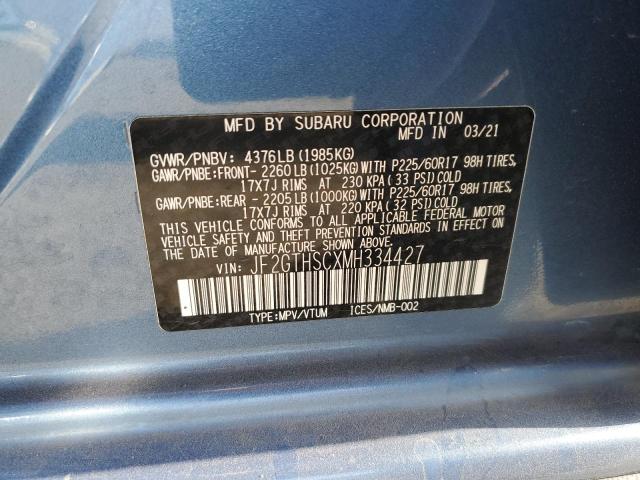 MFD BY SUBARU CORPORATION
MFD IN 03/21
GVWR/PNBV: 4376LB(1985KG)
GAWR/PNBE:FRONT- 2260LB(1025KG)WITH P225/60R17 98H TIRES,
17X7J RIMS AT 230 KPA(33 PSI)COLD
GAWR/PNBE:REAR - 2205LB(1000KG)WITH P225/60R17 98H TIRES,
17X7J RIMS AT 220 KPA(32 PSI)COLD
THIS VEHICLE CONFORMS TO ALL APPLICABLE FEDERAL MOTOR
VEHICLE SAFETY AND THEFT PREVENTION STANDARDS IN EFFECT ON
THE DATE OF MANUFACTURE SHOWN ABOVE.
VIN: JF2GTHSCXMH334427
TYPE:MPV/VTUM ICES/NMB-002